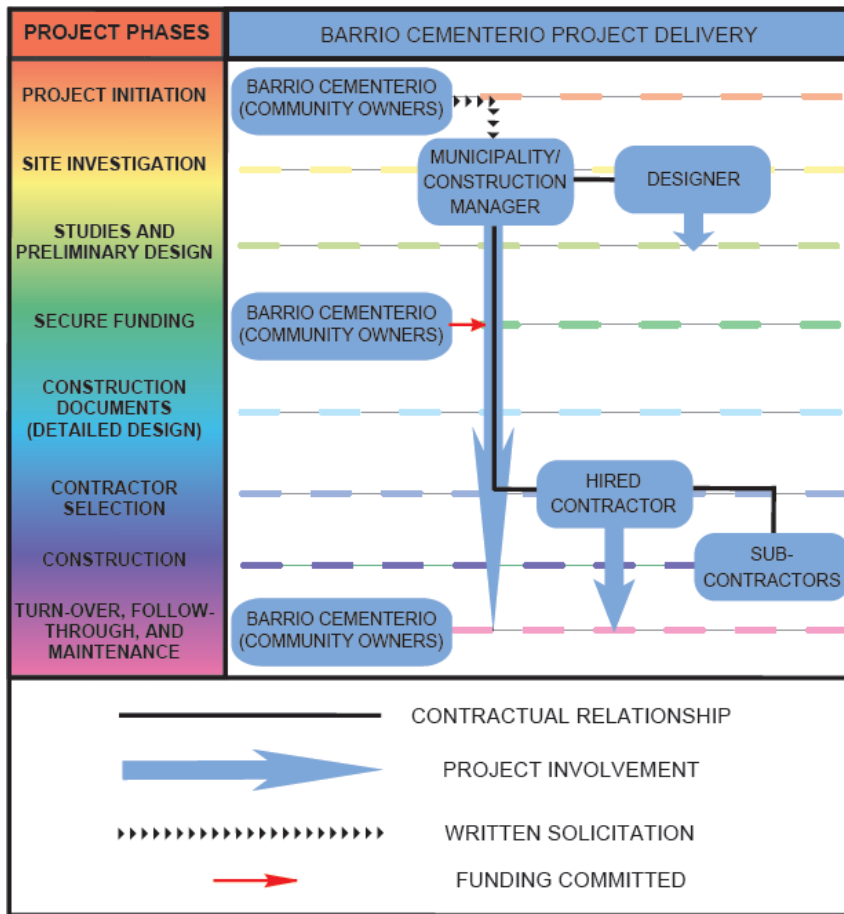 PROJECT PHASES
BARRIO CEMENTERIO PROJECT DELIVERY
PROJECT INITIATION
BARRIO CEMENTERIO
(COMMUNITY OWNERS)
SITE INVESTIGATION
MUNICIPALITY/
CONSTRUCTION
MANAGER
DESIGNER
STUDIES AND
PRELIMINARY DESIGN
SECURE FUNDING
BARRIO CEMENTERIO
(COMMUNITY OWNERS)
CONSTRUCTION
DOCUMENTS
(DETAILED DESIGN)
CONTRACTOR
SELECTION
HIRED
CONTRACTOR
CONSTRUCTION
SUB-
CONTRACTORS
TURN-OVER, FOLLOW-
THROUGH, AND
MAINTENANCE
BARRIO CEMENTERIO
(COMMUNITY OWNERS)
CONTRACTUAL RELATIONSHIP
PROJECT INVOLVEMENT
WRITTEN SOLICITATION
FUNDING COMMITTED